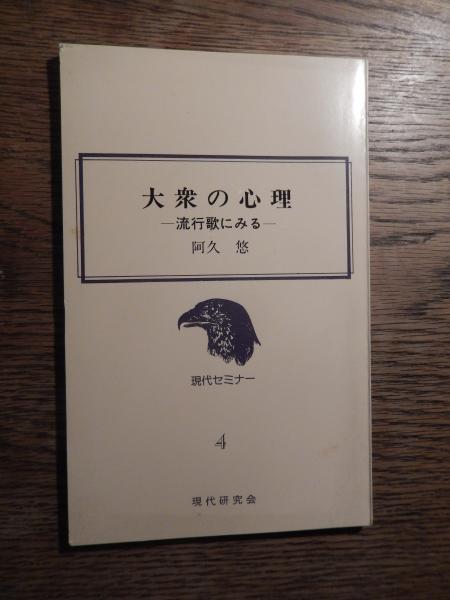 大衆の心理
—流行歌にみる—
阿久 悠
現代セミナー
4
現代研究会